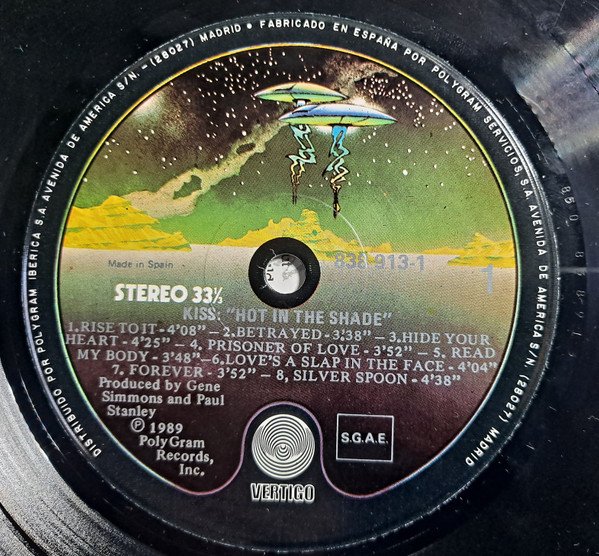 DISTRIBUIDO POR POLYGRAM IBERICA S.A. AVENIDA DE AMERICA S/N. - (28027) MADRID • FABRICADO EN ESPAÑA POR POLYGRAM SERVICIOS, S.A. AVENIDA DE AMERICA S/N. (28027) MADRID
Made in Spain
838 913-1
1
STEREO 33⅓
KISS: "HOT IN THE SHADE"
1.RISE TO IT-4'08" - 2.BETRAYED-3'38" - 3.HIDE YOUR
HEART - 4'25" - 4. PRISONER OF LOVE - 3'52" - 5. READ
MY BODY - 3'48"-6.LOVE'S A SLAP IN THE FACE - 4'04"
7. FOREVER - 3'52" - 8, SILVER SPOON - 4'38"
Produced by Gene
Simmons and Paul
Stanley
Ⓟ 1989
PolyGram
Records,
Inc.
S.G.A.E.
VERTIGO